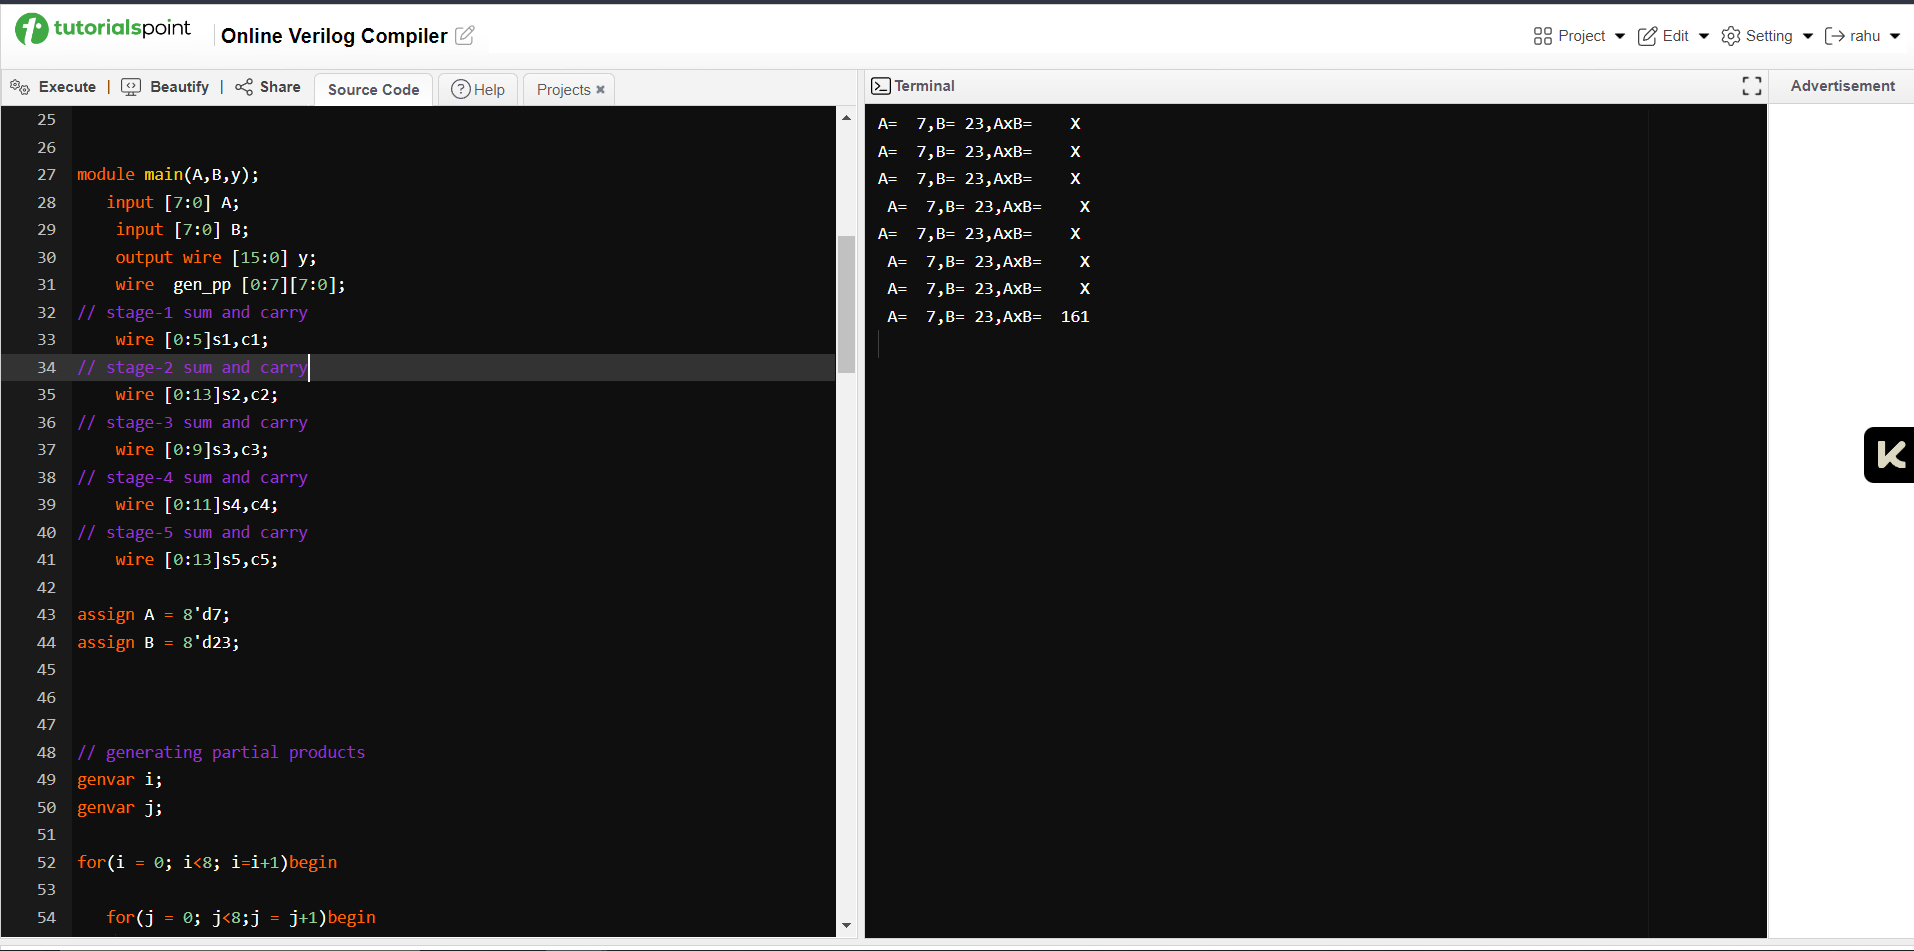 tutorialspoint
Online Verilog Compiler
Project Edit Setting rahu
Execute | Beautify | Share Source Code Help Projects
Terminal
Advertisement
25
26
27 module main(A,B,y);
28 input [7:0] A;
29 input [7:0] B;
30 output wire [15:0] y;
31 wire  gen_pp [0:7][7:0];
32 // stage-1 sum and carry
33 wire [0:5]s1,c1;
34 // stage-2 sum and carry
35 wire [0:13]s2,c2;
36 // stage-3 sum and carry
37 wire [0:9]s3,c3;
38 // stage-4 sum and carry
39 wire [0:11]s4,c4;
40 // stage-5 sum and carry
41 wire [0:13]s5,c5;
42
43 assign A = 8'd7;
44 assign B = 8'd23;
45
46
47
48 // generating partial products
49 genvar i;
50 genvar j;
51
52 for(i = 0; i<8; i=i+1)begin
53
54 for(j = 0; j<8;j = j+1)begin
A=  7,B= 23,AxB=    X
A=  7,B= 23,AxB=    X
A=  7,B= 23,AxB=    X
A=  7,B= 23,AxB=    X
A=  7,B= 23,AxB=    X
A=  7,B= 23,AxB=    X
A=  7,B= 23,AxB=    X
A=  7,B= 23,AxB=  161
K